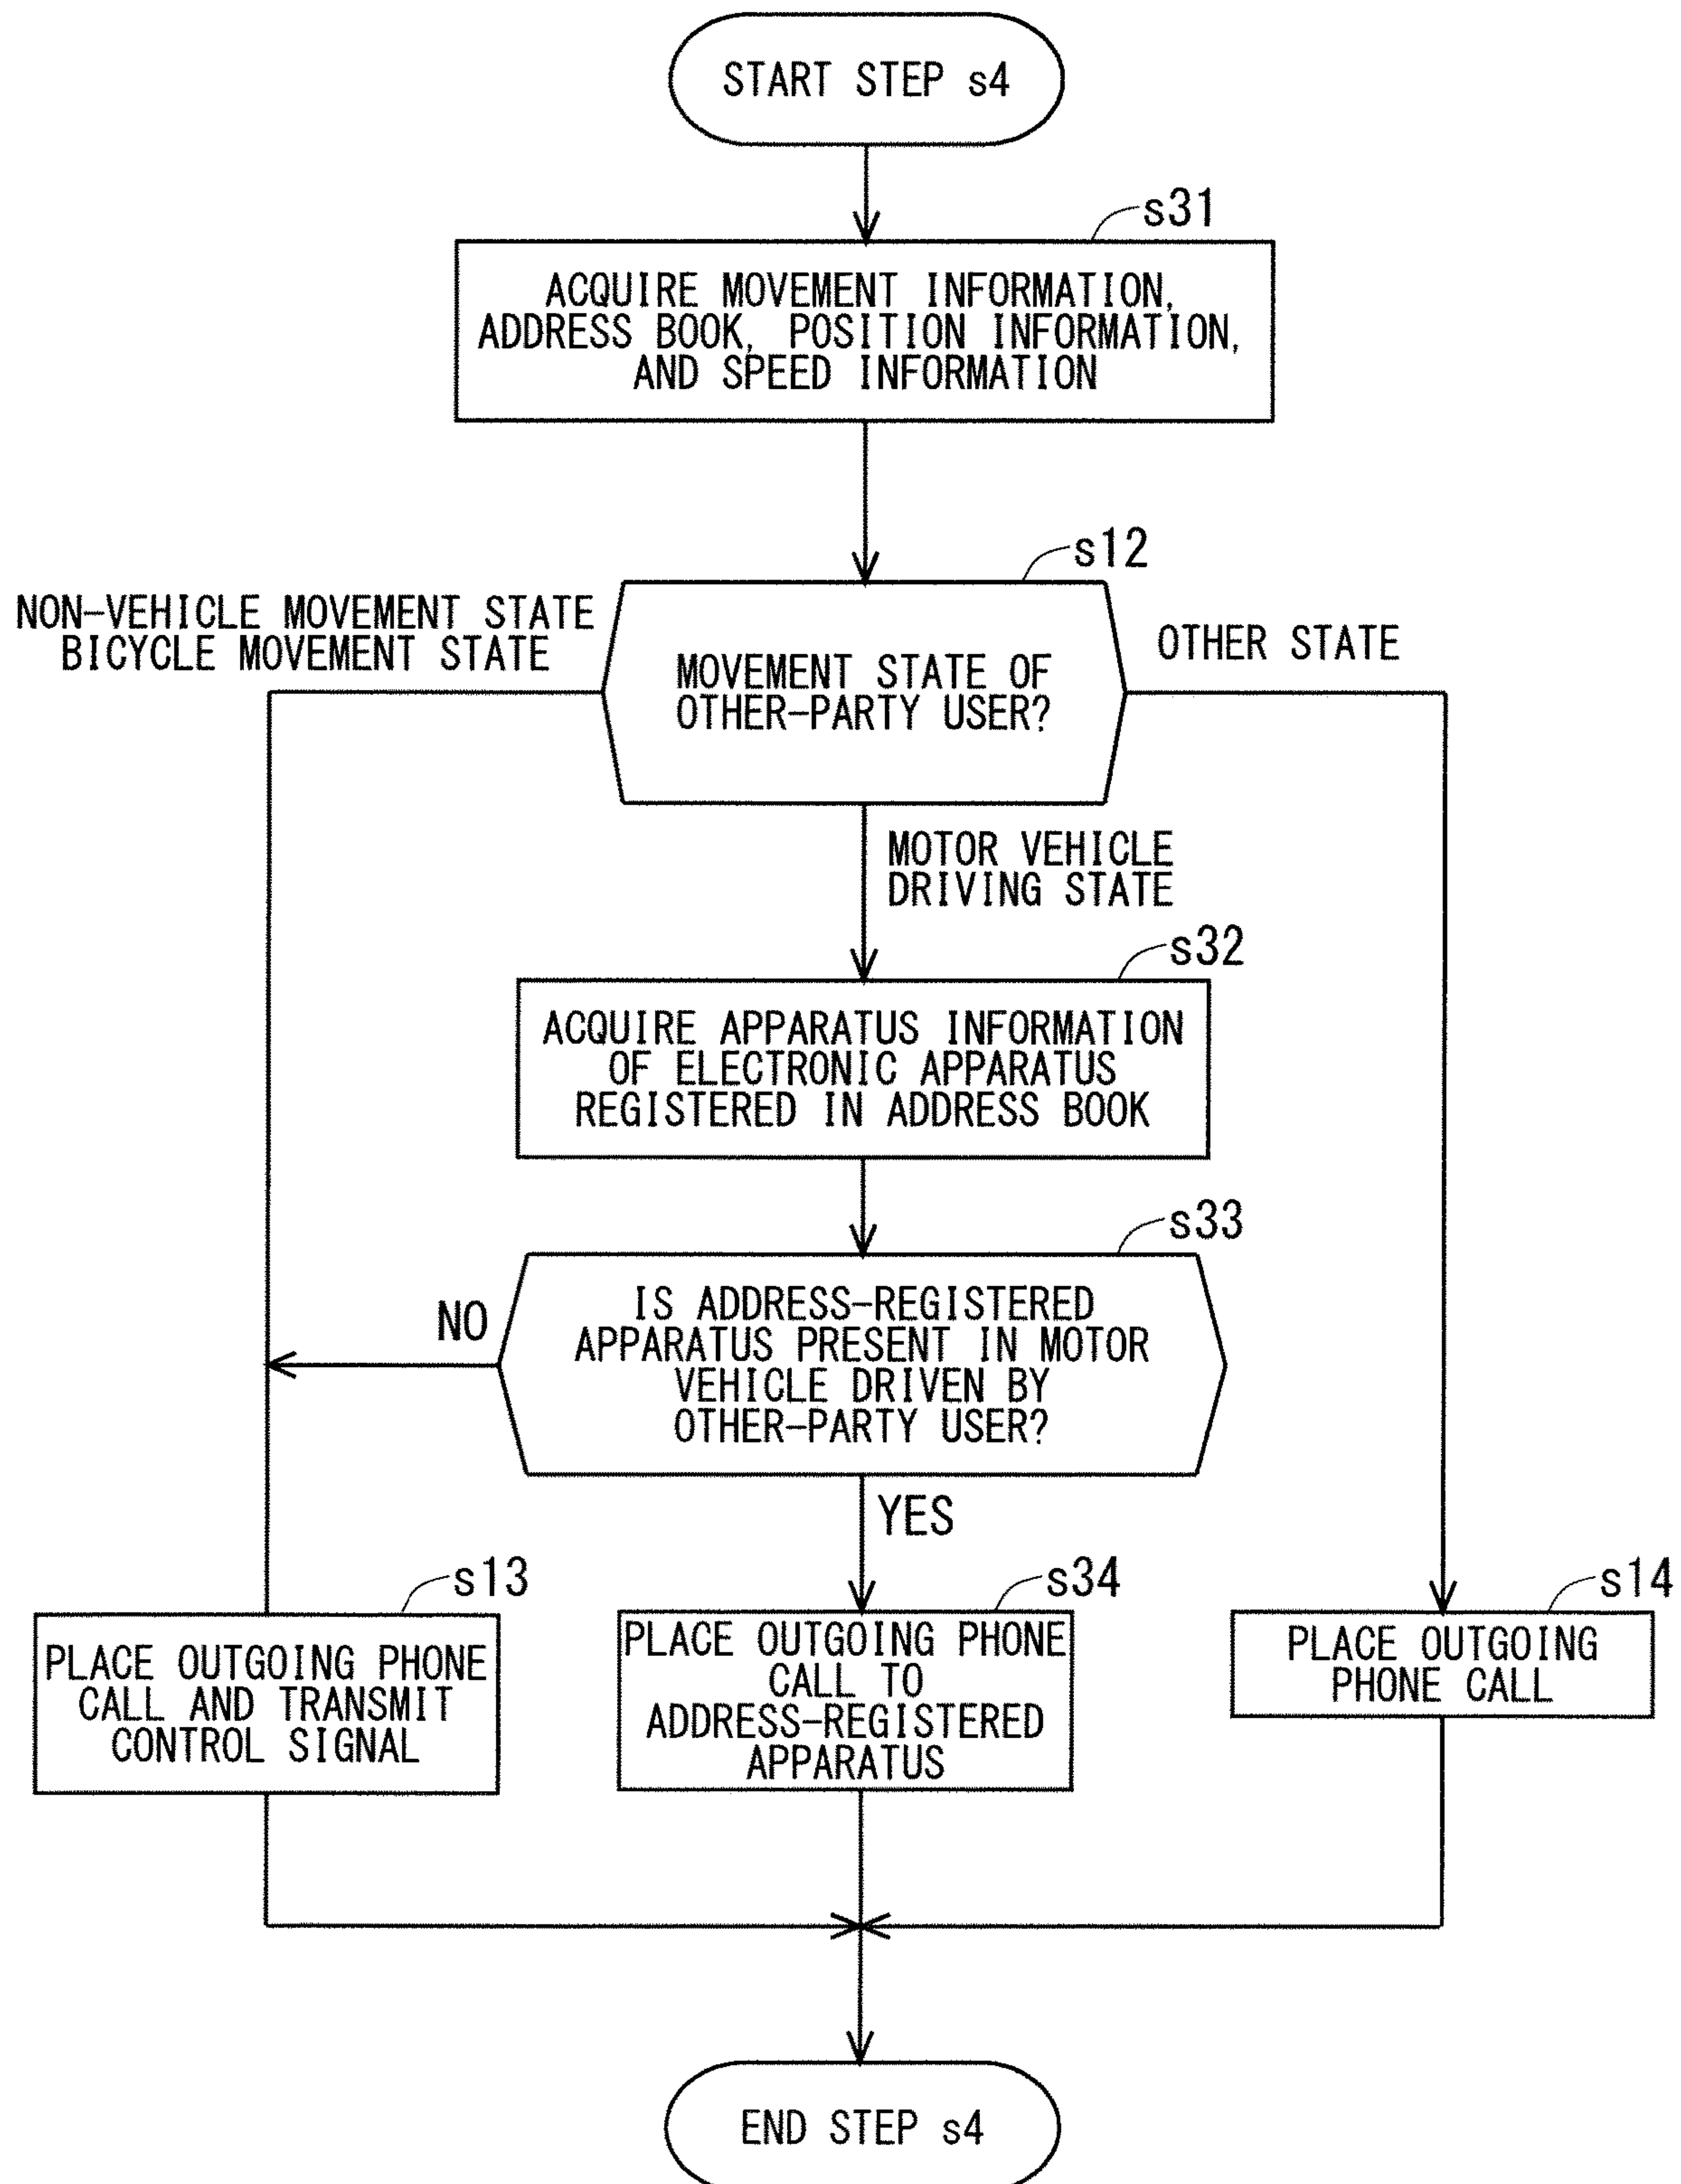 START STEP s4
s31
ACQUIRE MOVEMENT INFORMATION,
ADDRESS BOOK, POSITION INFORMATION,
AND SPEED INFORMATION
s12
NON-VEHICLE MOVEMENT STATE
BICYCLE MOVEMENT STATE
OTHER STATE
MOVEMENT STATE OF
OTHER-PARTY USER?
MOTOR VEHICLE
DRIVING STATE
s32
ACQUIRE APPARATUS INFORMATION
OF ELECTRONIC APPARATUS
REGISTERED IN ADDRESS BOOK
s33
NO
IS ADDRESS-REGISTERED
APPARATUS PRESENT IN MOTOR
VEHICLE DRIVEN BY
OTHER-PARTY USER?
YES
s13
PLACE OUTGOING PHONE
CALL AND TRANSMIT
CONTROL SIGNAL
s34
PLACE OUTGOING PHONE
CALL TO
ADDRESS-REGISTERED
APPARATUS
s14
PLACE OUTGOING
PHONE CALL
END STEP s4